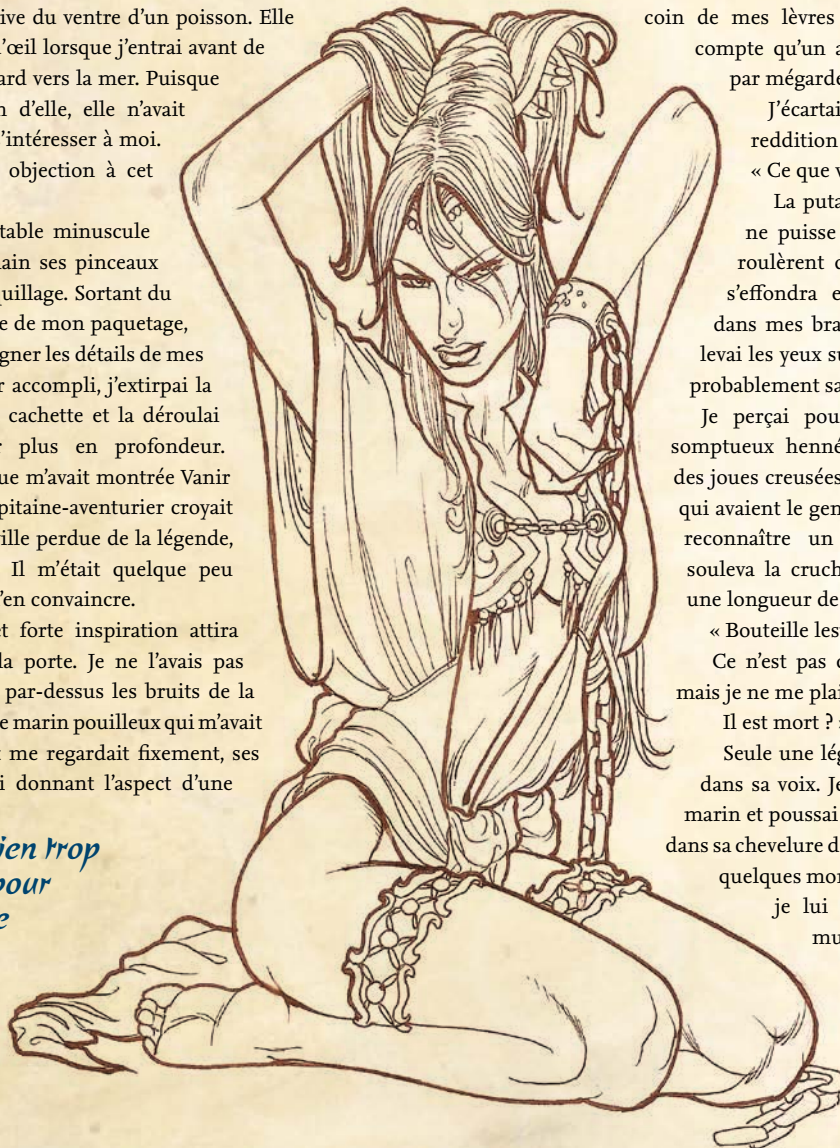 ive du ventre d’un poisson. Elle
l’œil lorsque j’entrai avant de
ard vers la mer. Puisque
n d’elle, elle n’avait
’intéresser à moi.
objection à cet
table minuscule
ain ses pinceaux
quillage. Sortant du
e de mon paquetage,
gner les détails de mes
r accompli, j’extirpai la
cachette et la déroulai
r plus en profondeur.
que m’avait montrée Vanir
pitaine-aventurier croyait
ville perdue de la légende,
Il m’était quelque peu
’en convaincre.
et forte inspiration attira
la porte. Je ne l’avais pas
par-dessus les bruits de la
e marin pouilleux qui m’avait
t me regardait fixement, ses
i donnant l’aspect d’une
ien trop
pour
e
coin de mes lèvres
compte qu’un a
par mégarde
J’écartai
reddition
« Ce que v
La puta
ne puisse
roulèrent d
s’effondra e
dans mes bra
levai les yeux su
probablement sa
Je perçai pou
somptueux henné
des joues creusées
qui avaient le gen
reconnaître un
souleva la cruch
une longueur de
« Bouteille lest
Ce n’est pas c
mais je ne me plai
Il est mort ?
Seule une lég
dans sa voix. Je
marin et poussai
dans sa chevelure d
quelques mor
je lui
mu